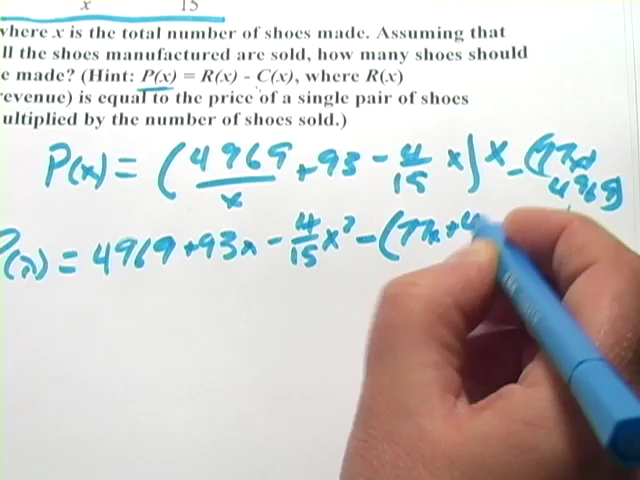 x 15
where x is the total number of shoes made. Assuming that
ll the shoes manufactured are sold, how many shoes should
e made? (Hint: P(x) = R(x) - C(x), where R(x)
revenue) is equal to the price of a single pair of shoes
ultiplied by the number of shoes sold.)
P(x) = (4969/x + 93 - 4/15 x) x - (77x + 4969)
P(x) = 4969 + 93x - 4/15 x² - (77x + 4